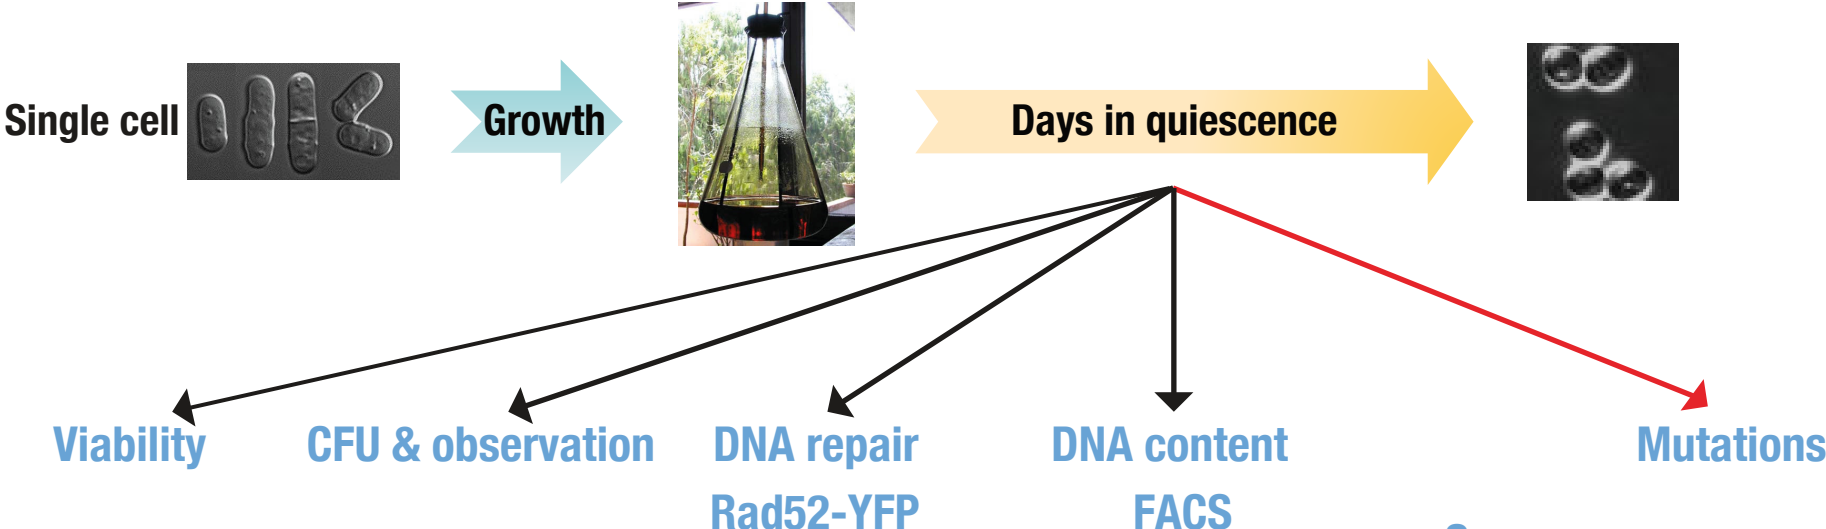 Single cell
Growth
Days in quiescence
Viability
CFU & observation
DNA repair
DNA content
Mutations
Rad52-YFP
FACS